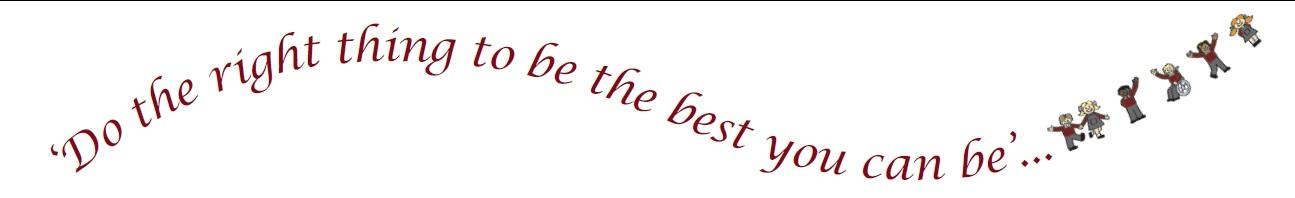 ‘Do the right thing to be the best you can be’...